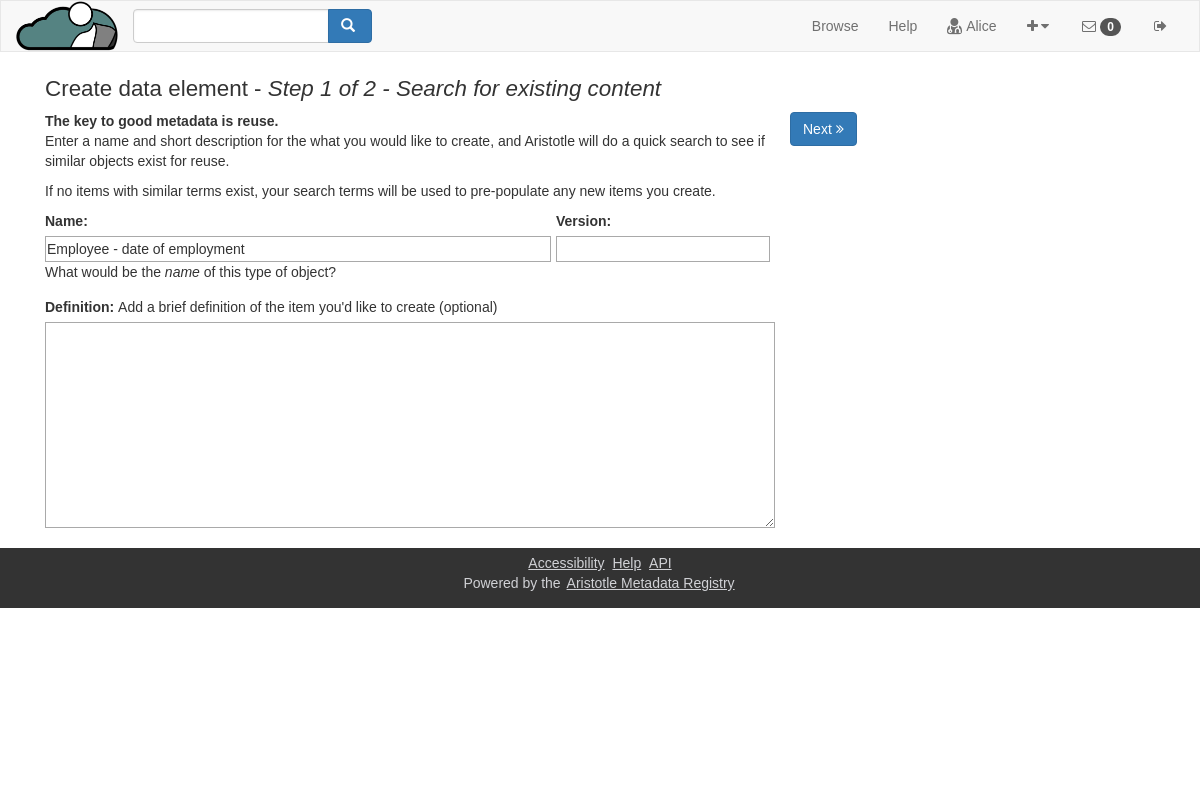 Browse Help Alice 0
Create data element - Step 1 of 2 - Search for existing content
The key to good metadata is reuse.
Enter a name and short description for the what you would like to create, and Aristotle will do a quick search to see if
similar objects exist for reuse.
Next »
If no items with similar terms exist, your search terms will be used to pre-populate any new items you create.
Name: Version:
Employee - date of employment
What would be the name of this type of object?
Definition: Add a brief definition of the item you'd like to create (optional)
Accessibility Help API
Powered by the Aristotle Metadata Registry